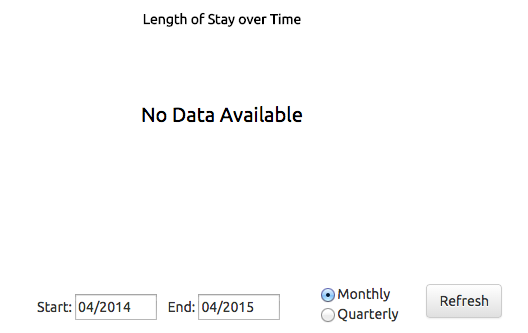 Length of Stay over Time
No Data Available
Start: 04/2014 End: 04/2015 Monthly Refresh
Quarterly